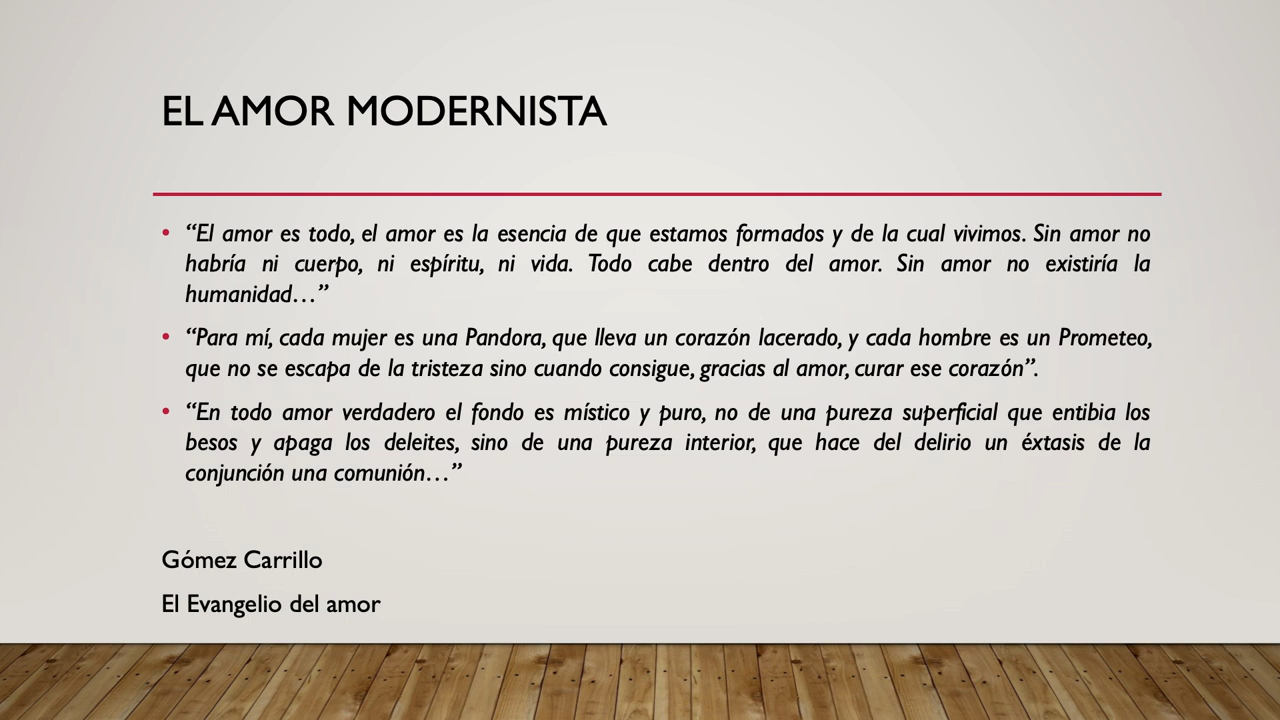 EL AMOR MODERNISTA
• “El amor es todo, el amor es la esencia de que estamos formados y de la cual vivimos. Sin amor no
habría ni cuerpo, ni espíritu, ni vida. Todo cabe dentro del amor. Sin amor no existiría la
humanidad…”
• “Para mí, cada mujer es una Pandora, que lleva un corazón lacerado, y cada hombre es un Prometeo,
que no se escapa de la tristeza sino cuando consigue, gracias al amor, curar ese corazón”.
• “En todo amor verdadero el fondo es místico y puro, no de una pureza superficial que entibia los
besos y apaga los deleites, sino de una pureza interior, que hace del delirio un éxtasis de la
conjunción una comunión…”
Gómez Carrillo
El Evangelio del amor